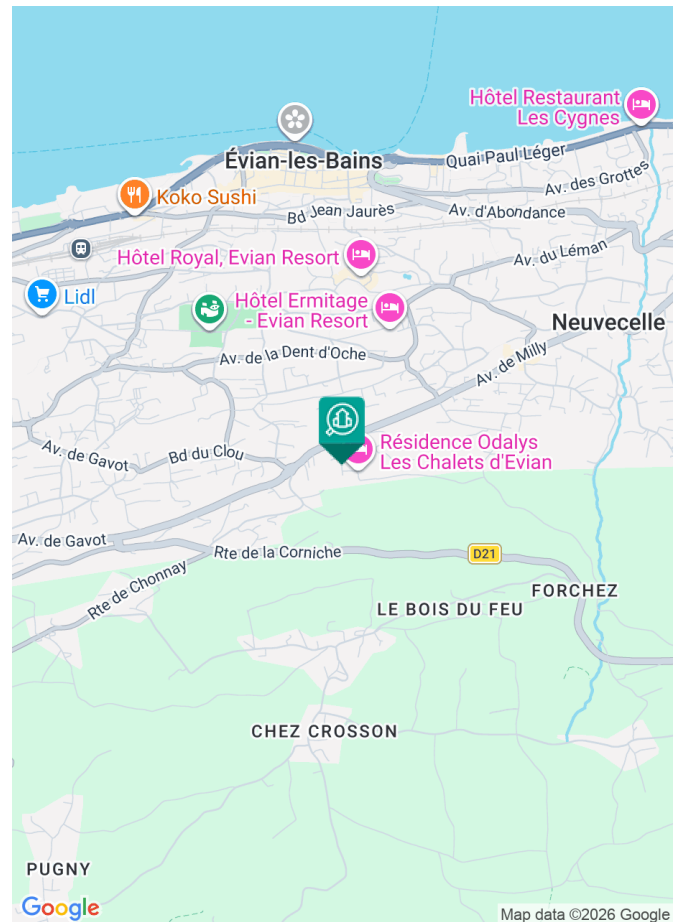 Hôtel Restaurant
Les Cygnes
Évian-les-Bains
Quai Paul Léger
Av. des Grottes
Koko Sushi
Bd Jean Jaurès
Av. d'Abondance
Hôtel Royal, Evian Resort
Av. du Léman
Lidl
Hôtel Ermitage
- Evian Resort
Neuvecelle
Av. de la Dent d'Oche
Av. de Milly
Résidence Odalys
Les Chalets d'Evian
Av. de Gavot
Bd du Clou
Av. de Gavot
Rte de la Corniche
D21
Rte de Chonnay
FORCHEZ
LE BOIS DU FEU
CHEZ CROSSON
PUGNY
Google
Map data ©2026 Google